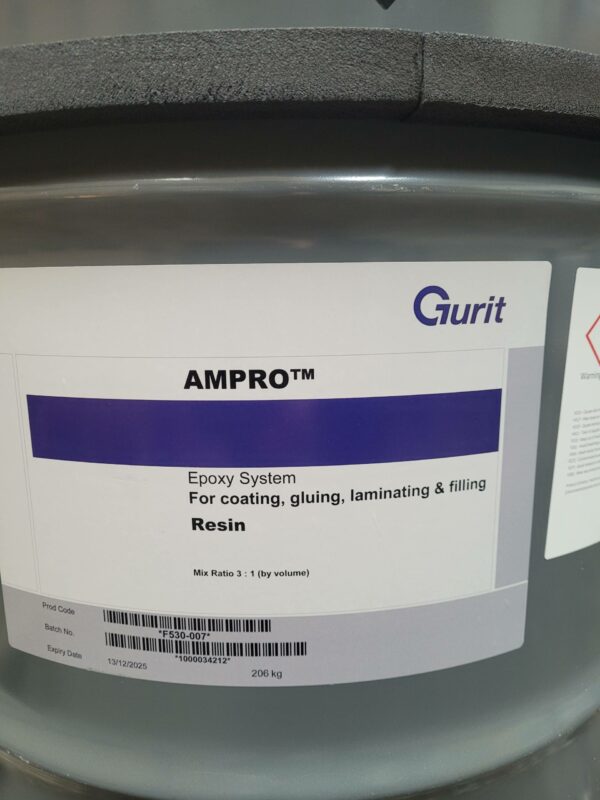 Gurit
AMPRO™
Epoxy System
For coating, gluing, laminating & filling
Resin
Mix Ratio 3 : 1 (by volume)
Prod Code
*F530-007*
Batch No.
*1000034212*
Expiry Date
13/12/2025
206 kg
Warning